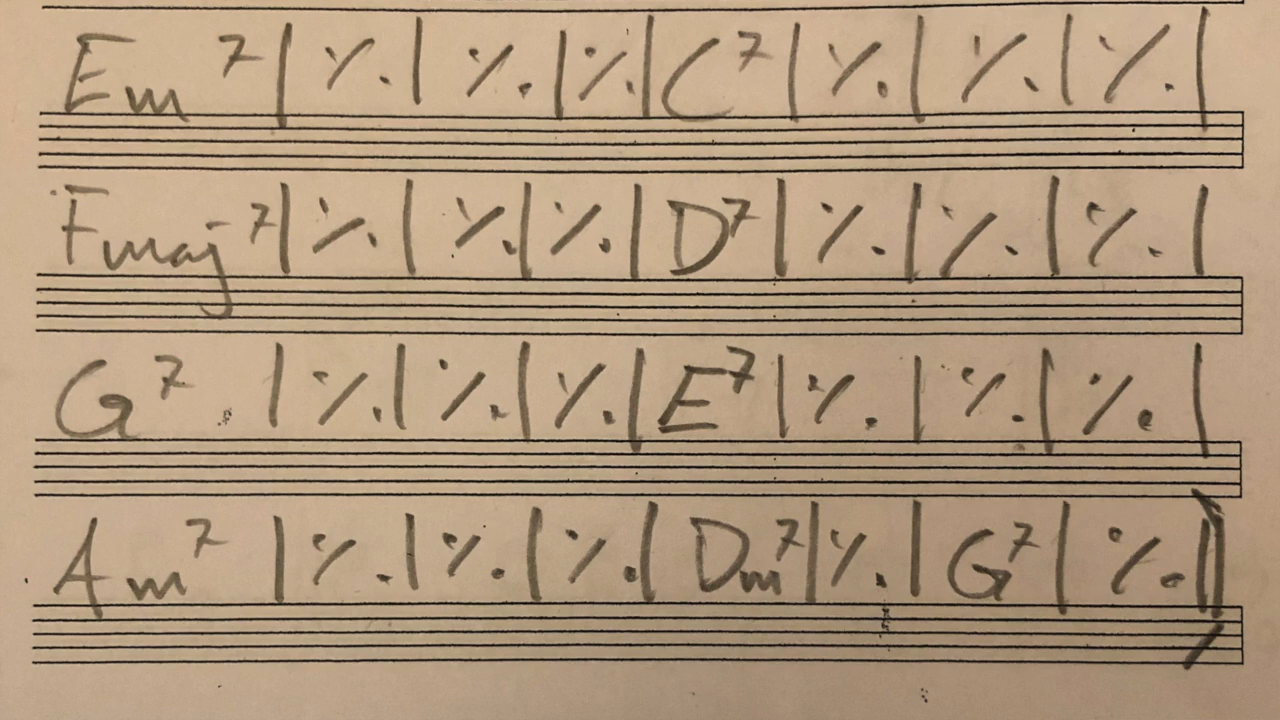 Em7 | % | % | % | C7 | % | % | % |
Fmaj7 | % | % | % | D7 | % | % | % |
G7 | % | % | % | E7 | % | % | % |
Am7 | % | % | % | Dm7 | % | G7 | % ||